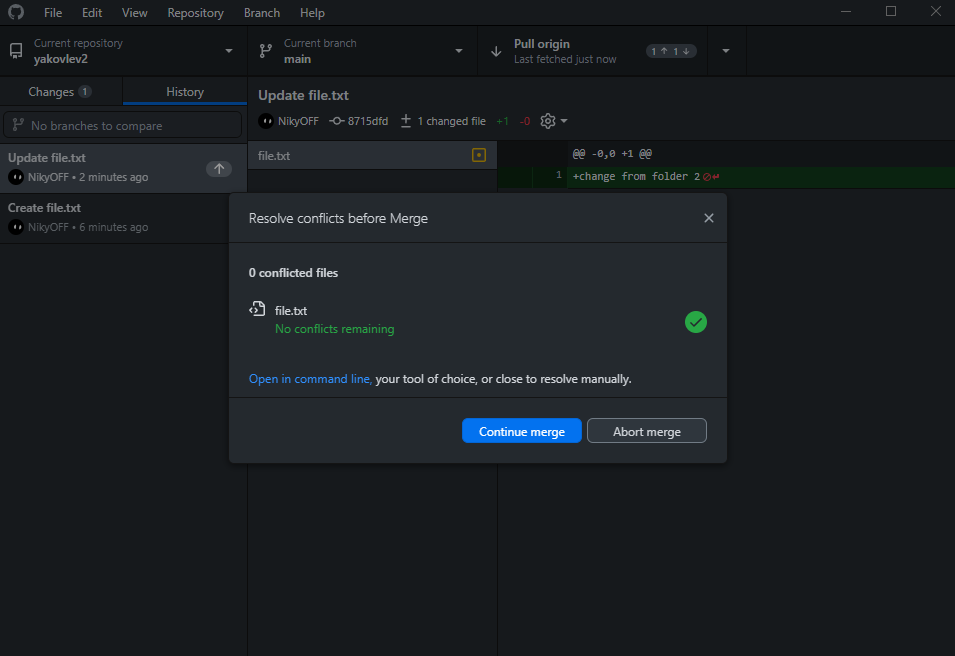 File Edit View Repository Branch Help
Current repository
yakovlev2
Current branch
main
Pull origin
Last fetched just now
1 1
Changes 1
History
No branches to compare
Update file.txt
NikyOFF • 2 minutes ago
Create file.txt
NikyOFF • 6 minutes ago
Update file.txt
NikyOFF 8715dfd 1 changed file +1 -0
file.txt
@@ -0,0 +1 @@
1 +change from folder 2
Resolve conflicts before Merge
0 conflicted files
file.txt
No conflicts remaining
Open in command line, your tool of choice, or close to resolve manually.
Continue merge
Abort merge